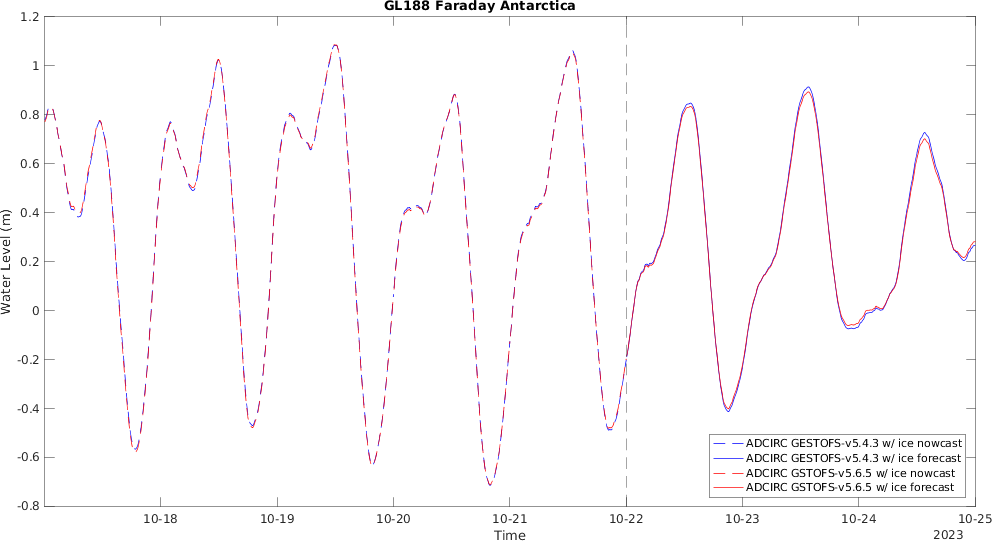 GL188 Faraday Antarctica
1.2
1
0.8
0.6
0.4
0.2
0
-0.2
-0.4
-0.6
-0.8
Water Level (m)
ADCIRC GESTOFS-v5.4.3 w/ ice nowcast
ADCIRC GESTOFS-v5.4.3 w/ ice forecast
ADCIRC GSTOFS-v5.6.5 w/ ice nowcast
ADCIRC GSTOFS-v5.6.5 w/ ice forecast
10-18 10-19 10-20 10-21 10-22 10-23 10-24 10-25
Time
2023